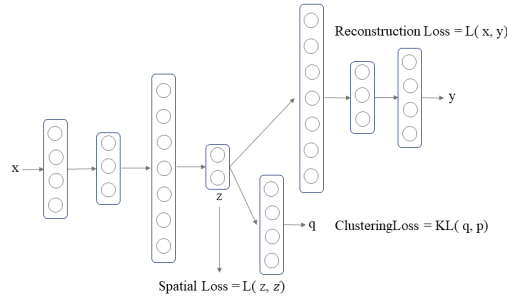 Reconstruction Loss = L( x, y)
y
x
z
q
ClusteringLoss = KL( q, p)
Spatial Loss = L( z, z)